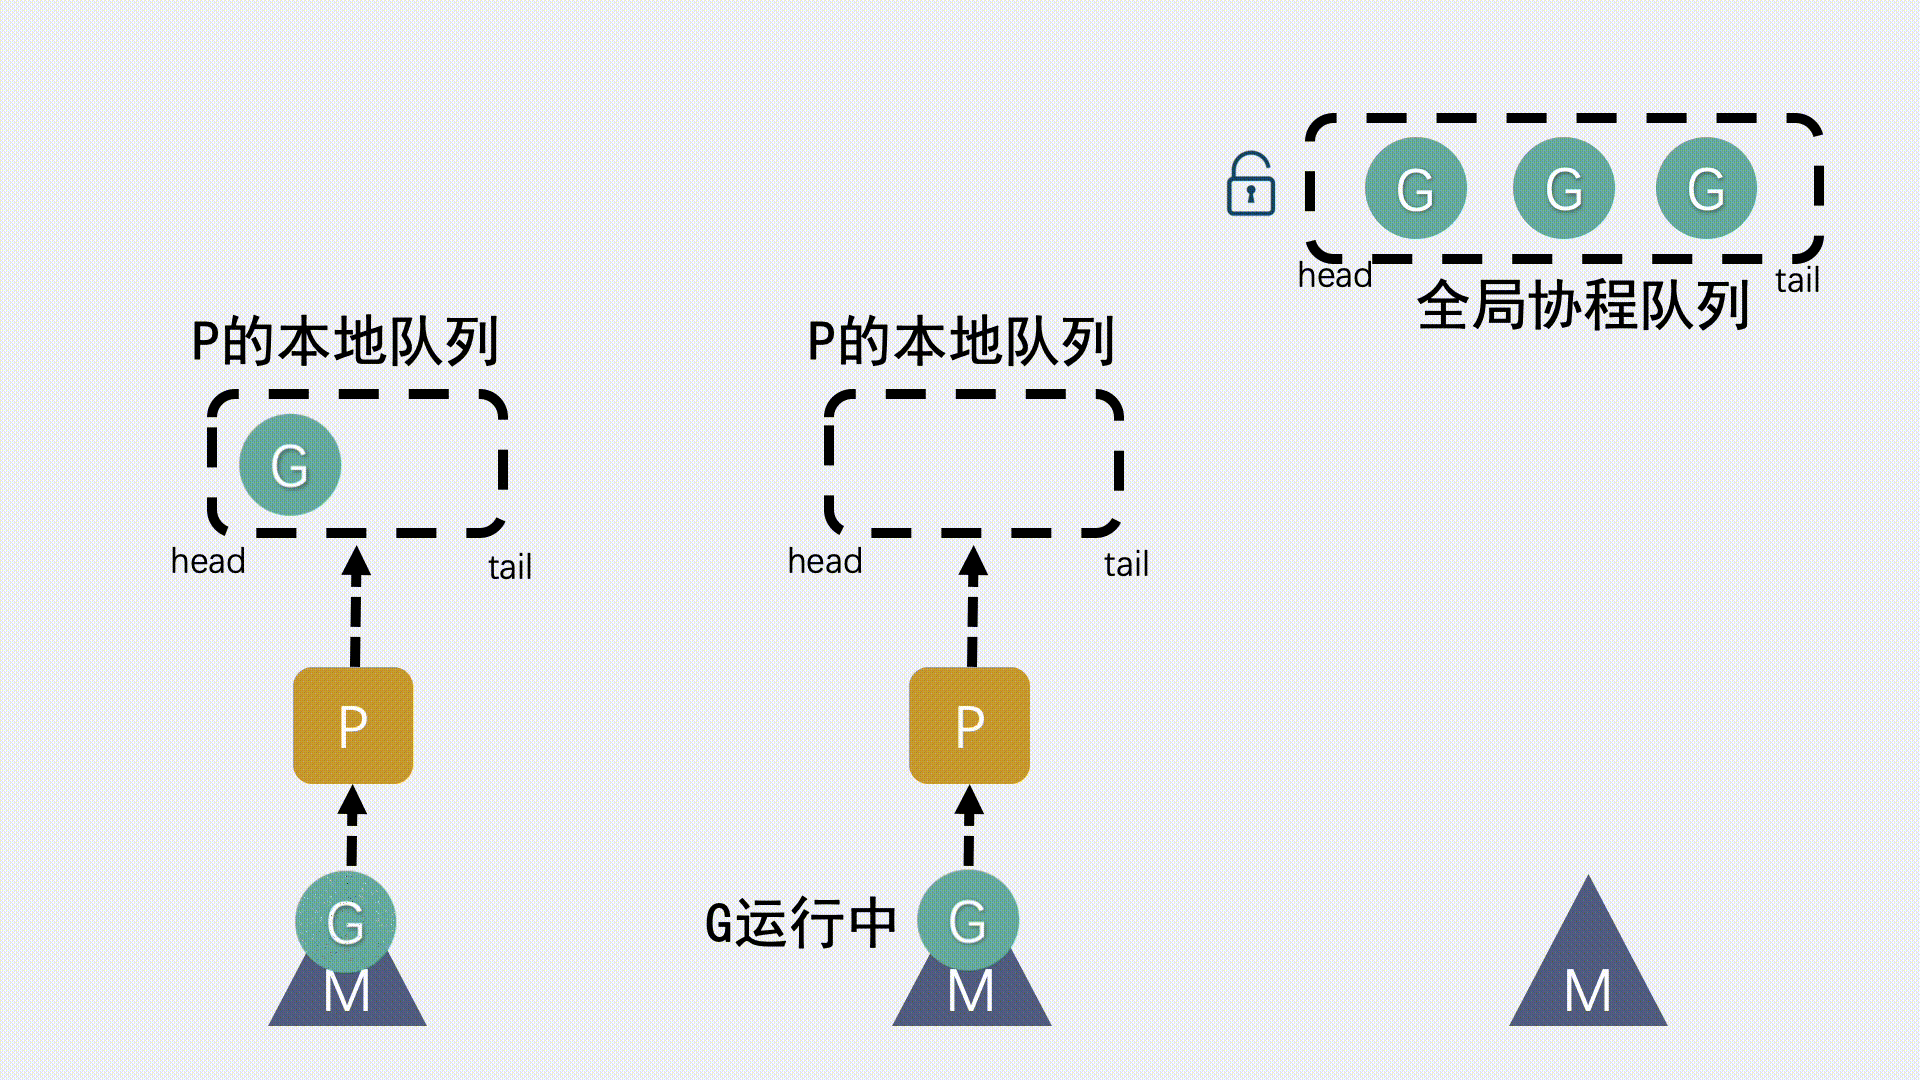 G G G
head tail
全局协程队列
P的本地队列 P的本地队列
G
head tail head tail
P P
G G运行中 G
M M M